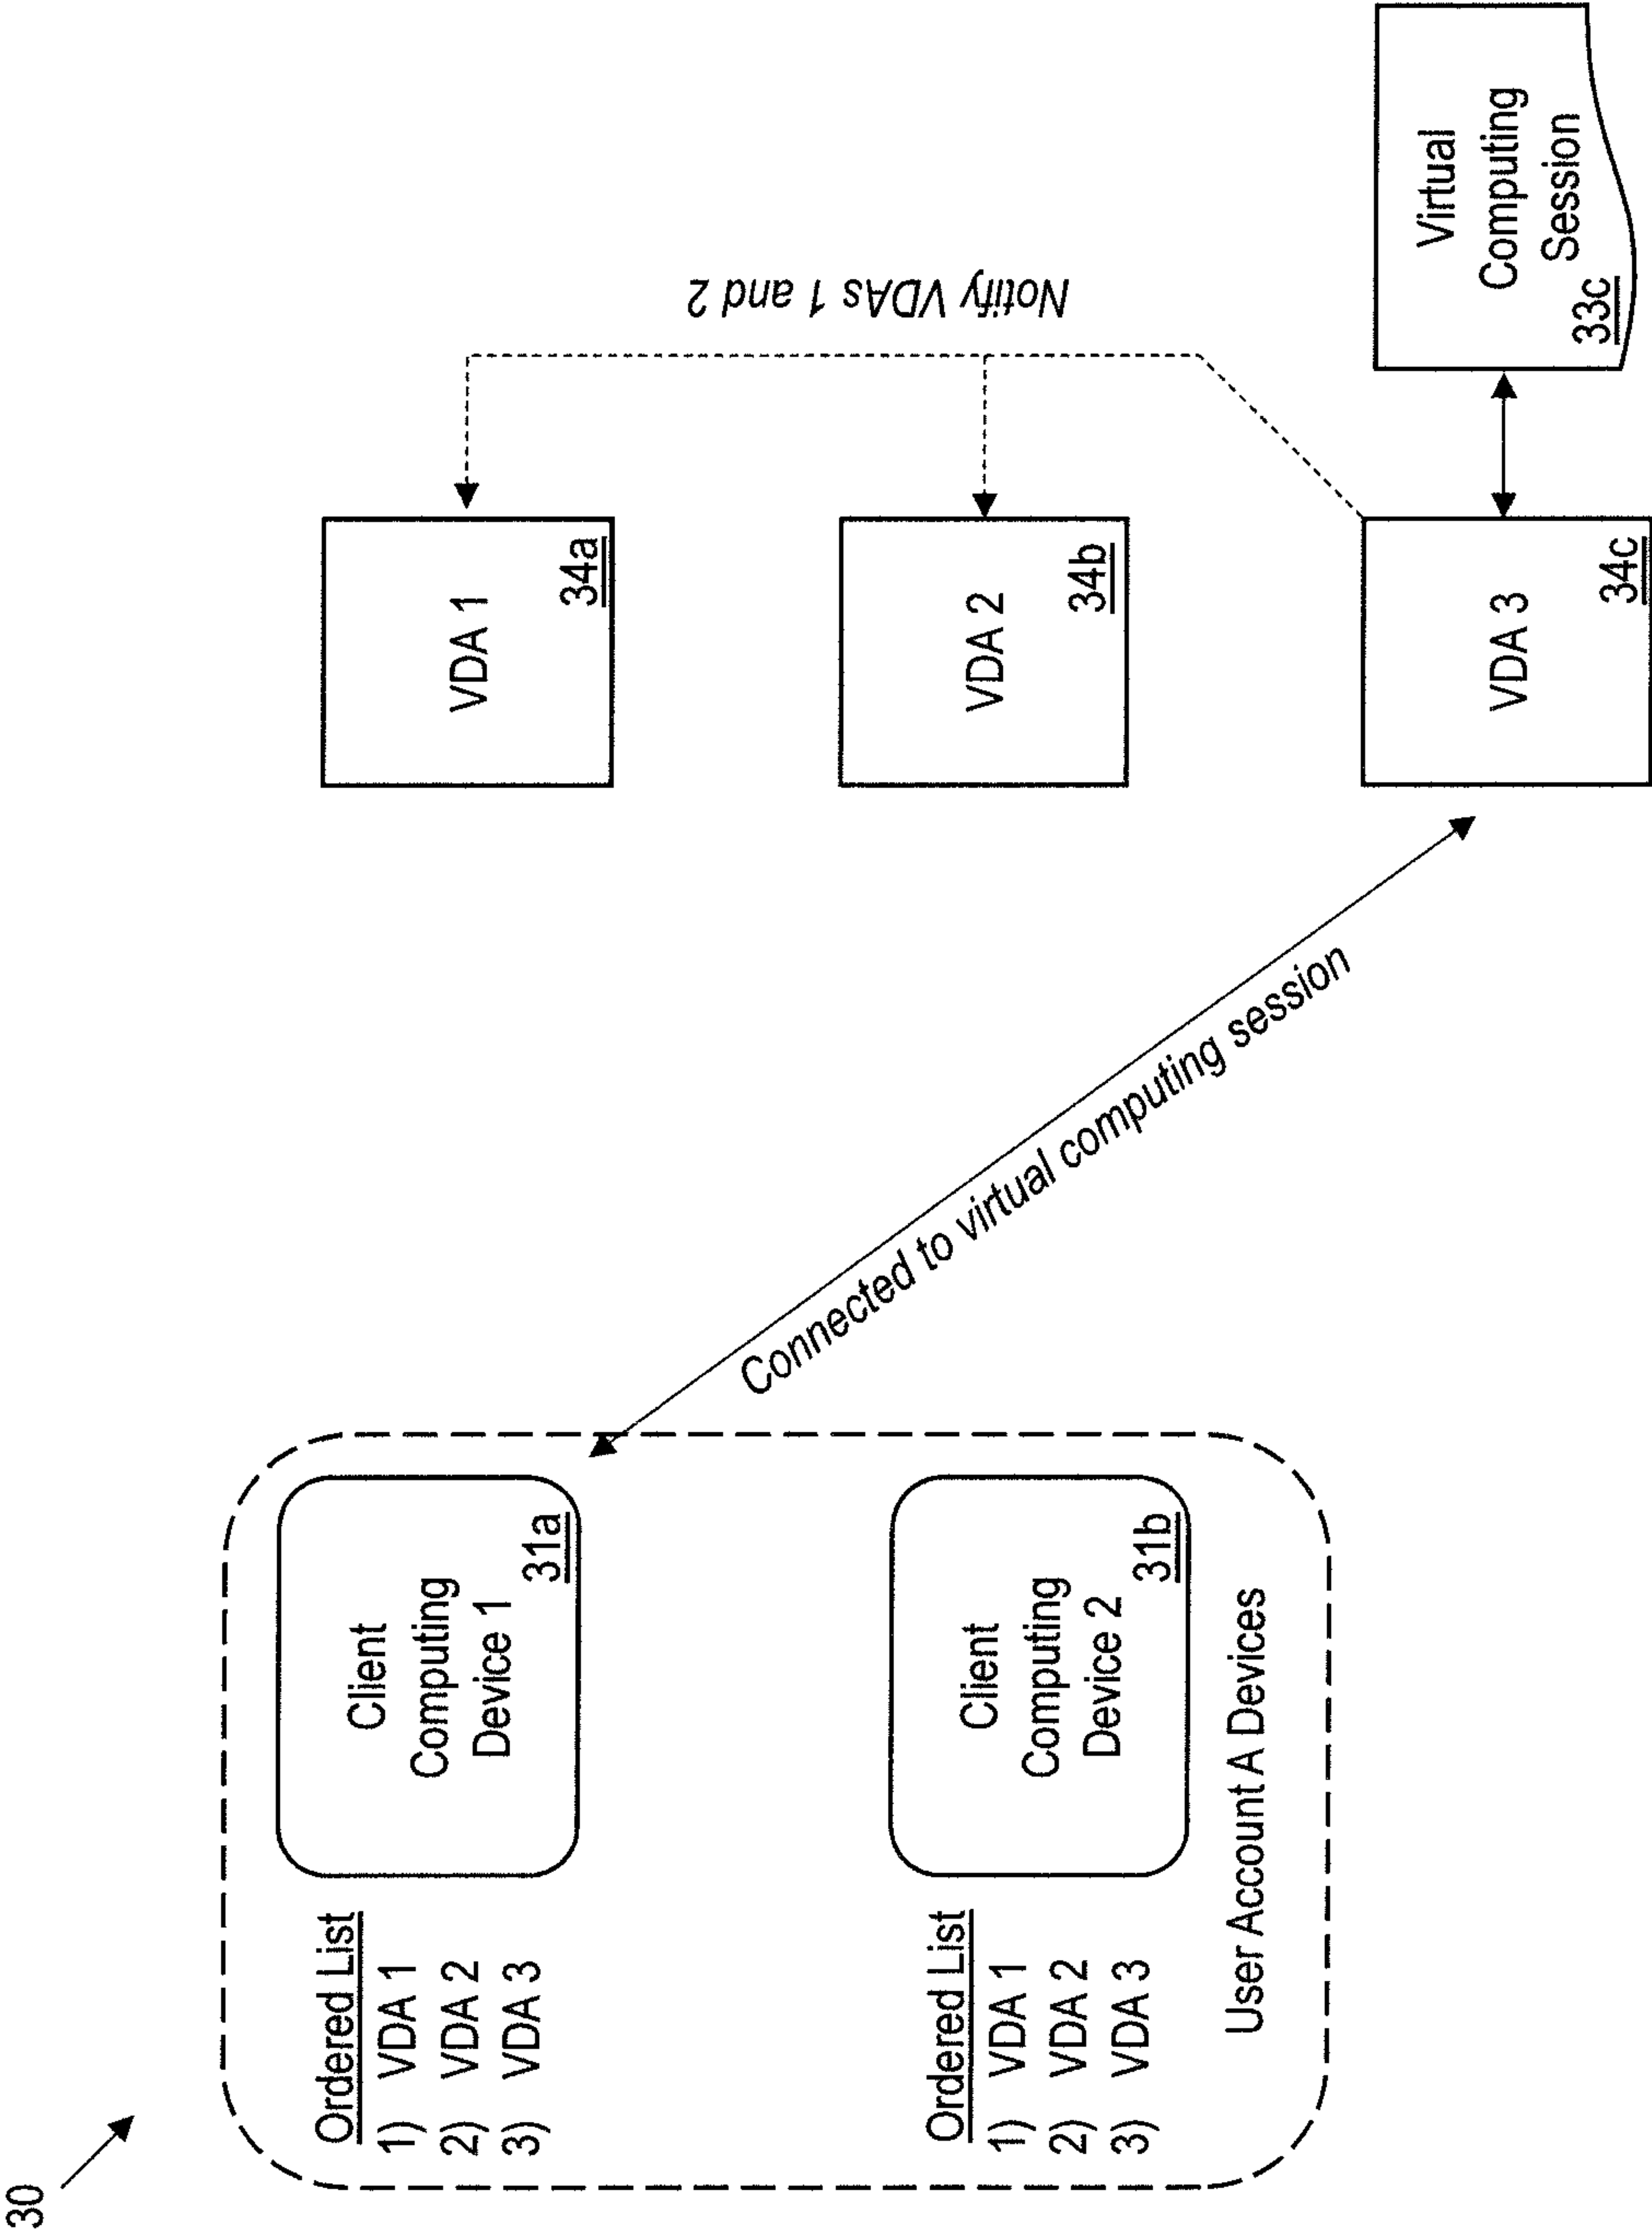 30
Ordered List
1) VDA 1
2) VDA 2
3) VDA 3
Client
Computing
Device 1
31a
Ordered List
1) VDA 1
2) VDA 2
3) VDA 3
Client
Computing
Device 2
31b
User Account A Devices
Connected to virtual computing session
VDA 1
34a
VDA 2
34b
VDA 3
34c
Notify VDAs 1 and 2
Virtual
Computing
Session
33c